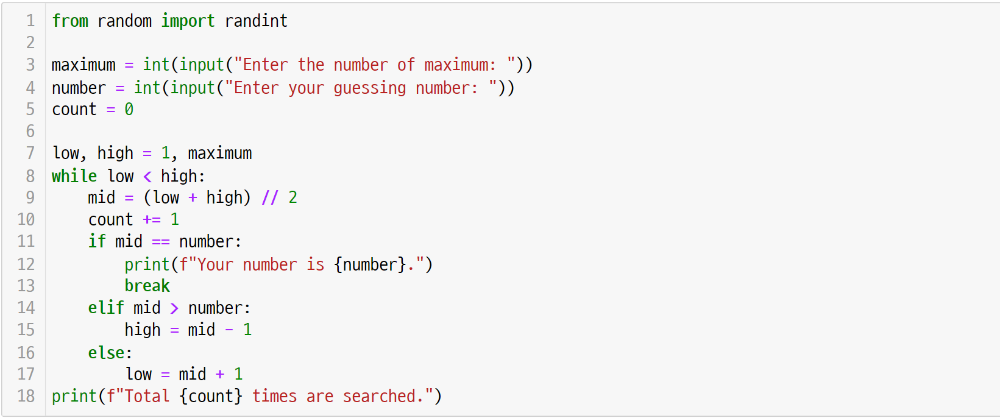 1 from random import randint
2
3 maximum = int(input("Enter the number of maximum: "))
4 number = int(input("Enter your guessing number: "))
5 count = 0
6
7 low, high = 1, maximum
8 while low < high:
9     mid = (low + high) // 2
10     count += 1
11     if mid == number:
12         print(f"Your number is {number}.")
13         break
14     elif mid > number:
15         high = mid - 1
16     else:
17         low = mid + 1
18 print(f"Total {count} times are searched.")